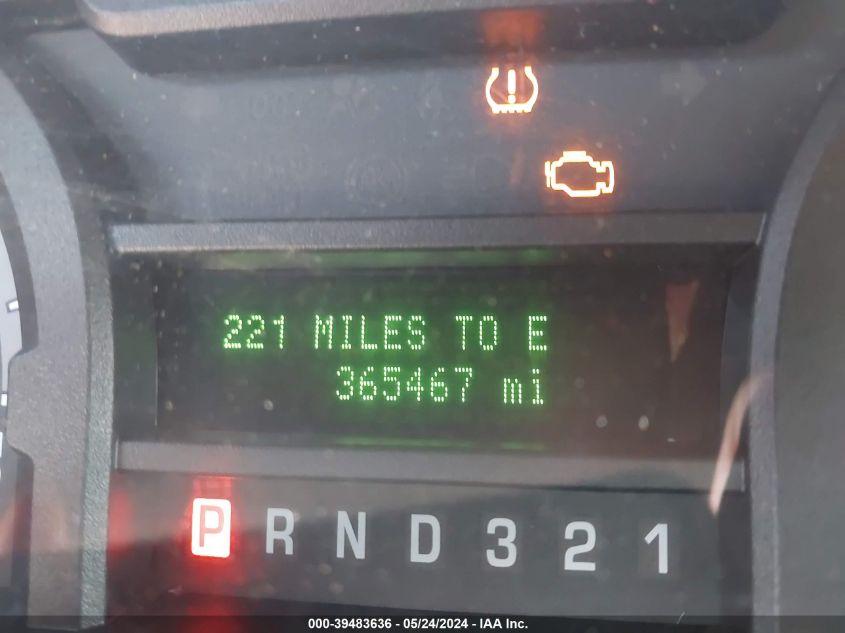 221 MILES TO E
365467 mi
P R N D 3 2 1
000-39483636 - 05/24/2024 - IAA Inc.